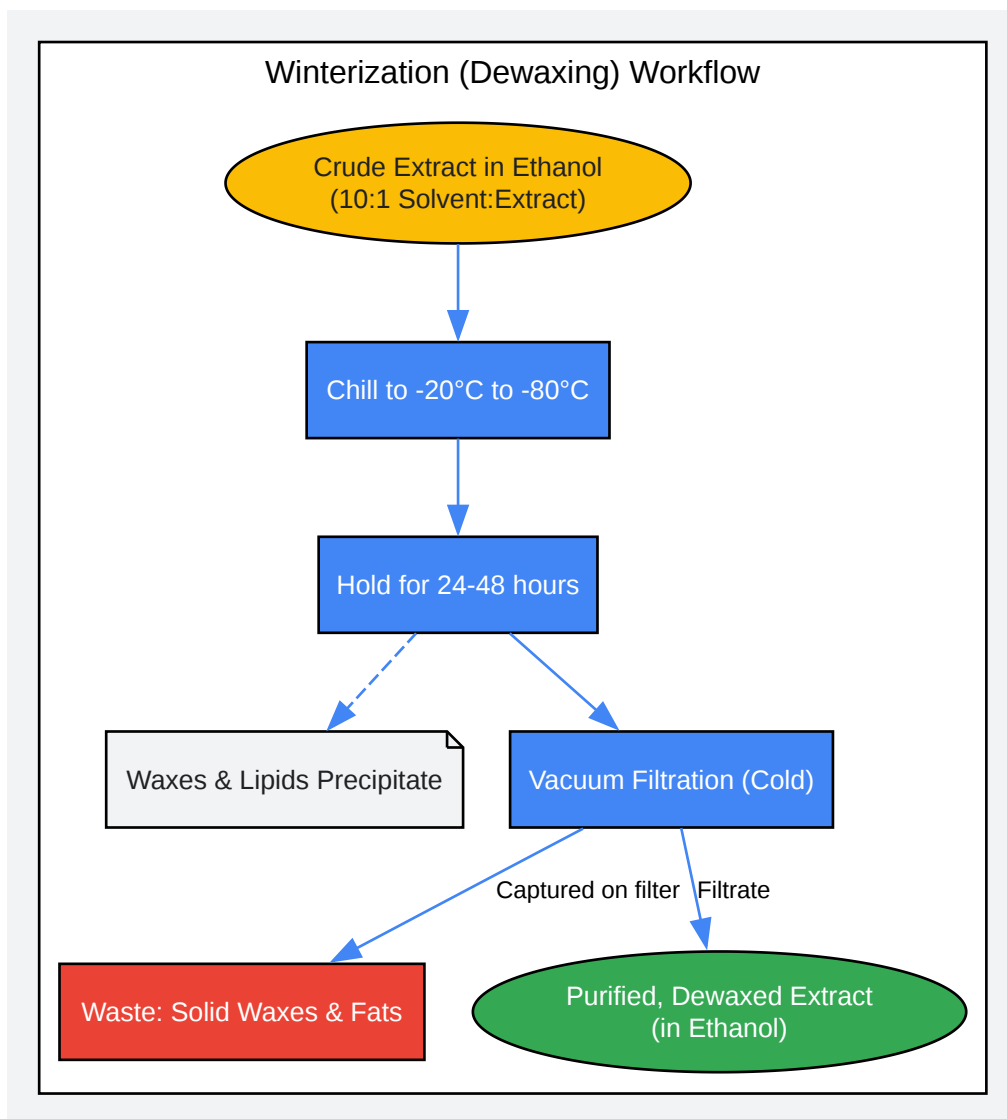 Winterization (Dewaxing) Workflow
Crude Extract in Ethanol
(10:1 Solvent:Extract)
Chill to -20°C to -80°C
Hold for 24-48 hours
Waxes & Lipids Precipitate
Vacuum Filtration (Cold)
Captured on filter
Filtrate
Waste: Solid Waxes & Fats
Purified, Dewaxed Extract
(in Ethanol)